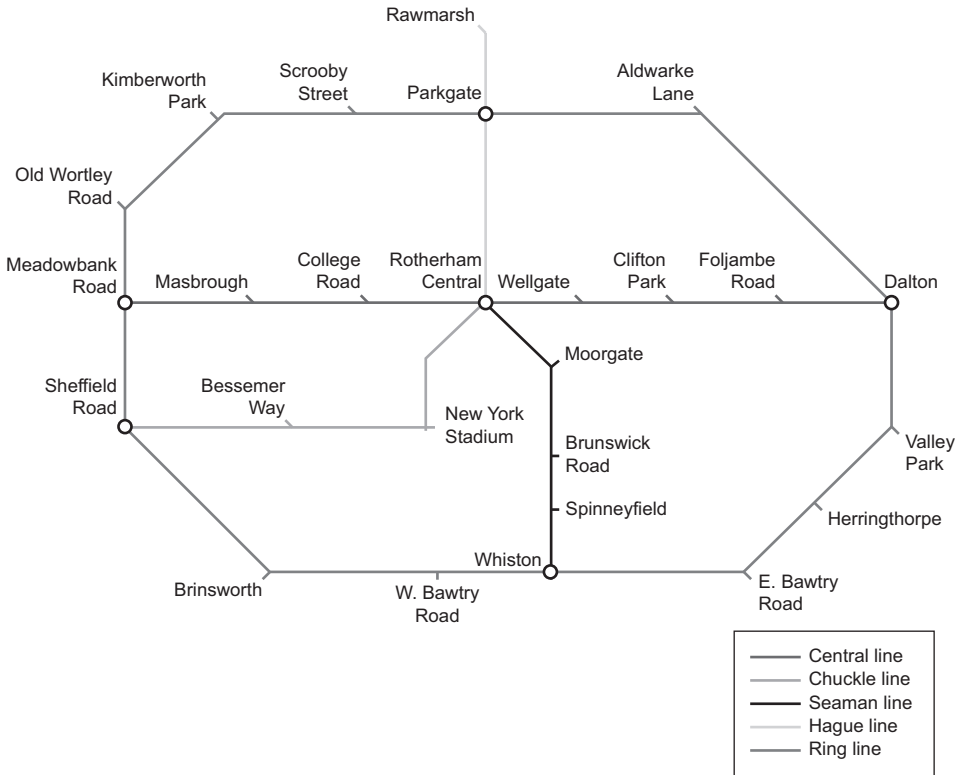 Rawmarsh
Scrooby
Street
Parkgate
Aldwarke
Lane
Kimberworth
Park
Old Wortley
Road
Meadowbank
Road
Masbrough
College
Road
Rotherham
Central
Wellgate
Clifton
Park
Foljambe
Road
Dalton
Moorgate
Sheffield
Road
Bessemer
Way
New York
Stadium
Brunswick
Road
Valley
Park
Spinneyfield
Herringthorpe
Whiston
Brinsworth
W. Bawtry
Road
E. Bawtry
Road
Central line
Chuckle line
Seaman line
Hague line
Ring line